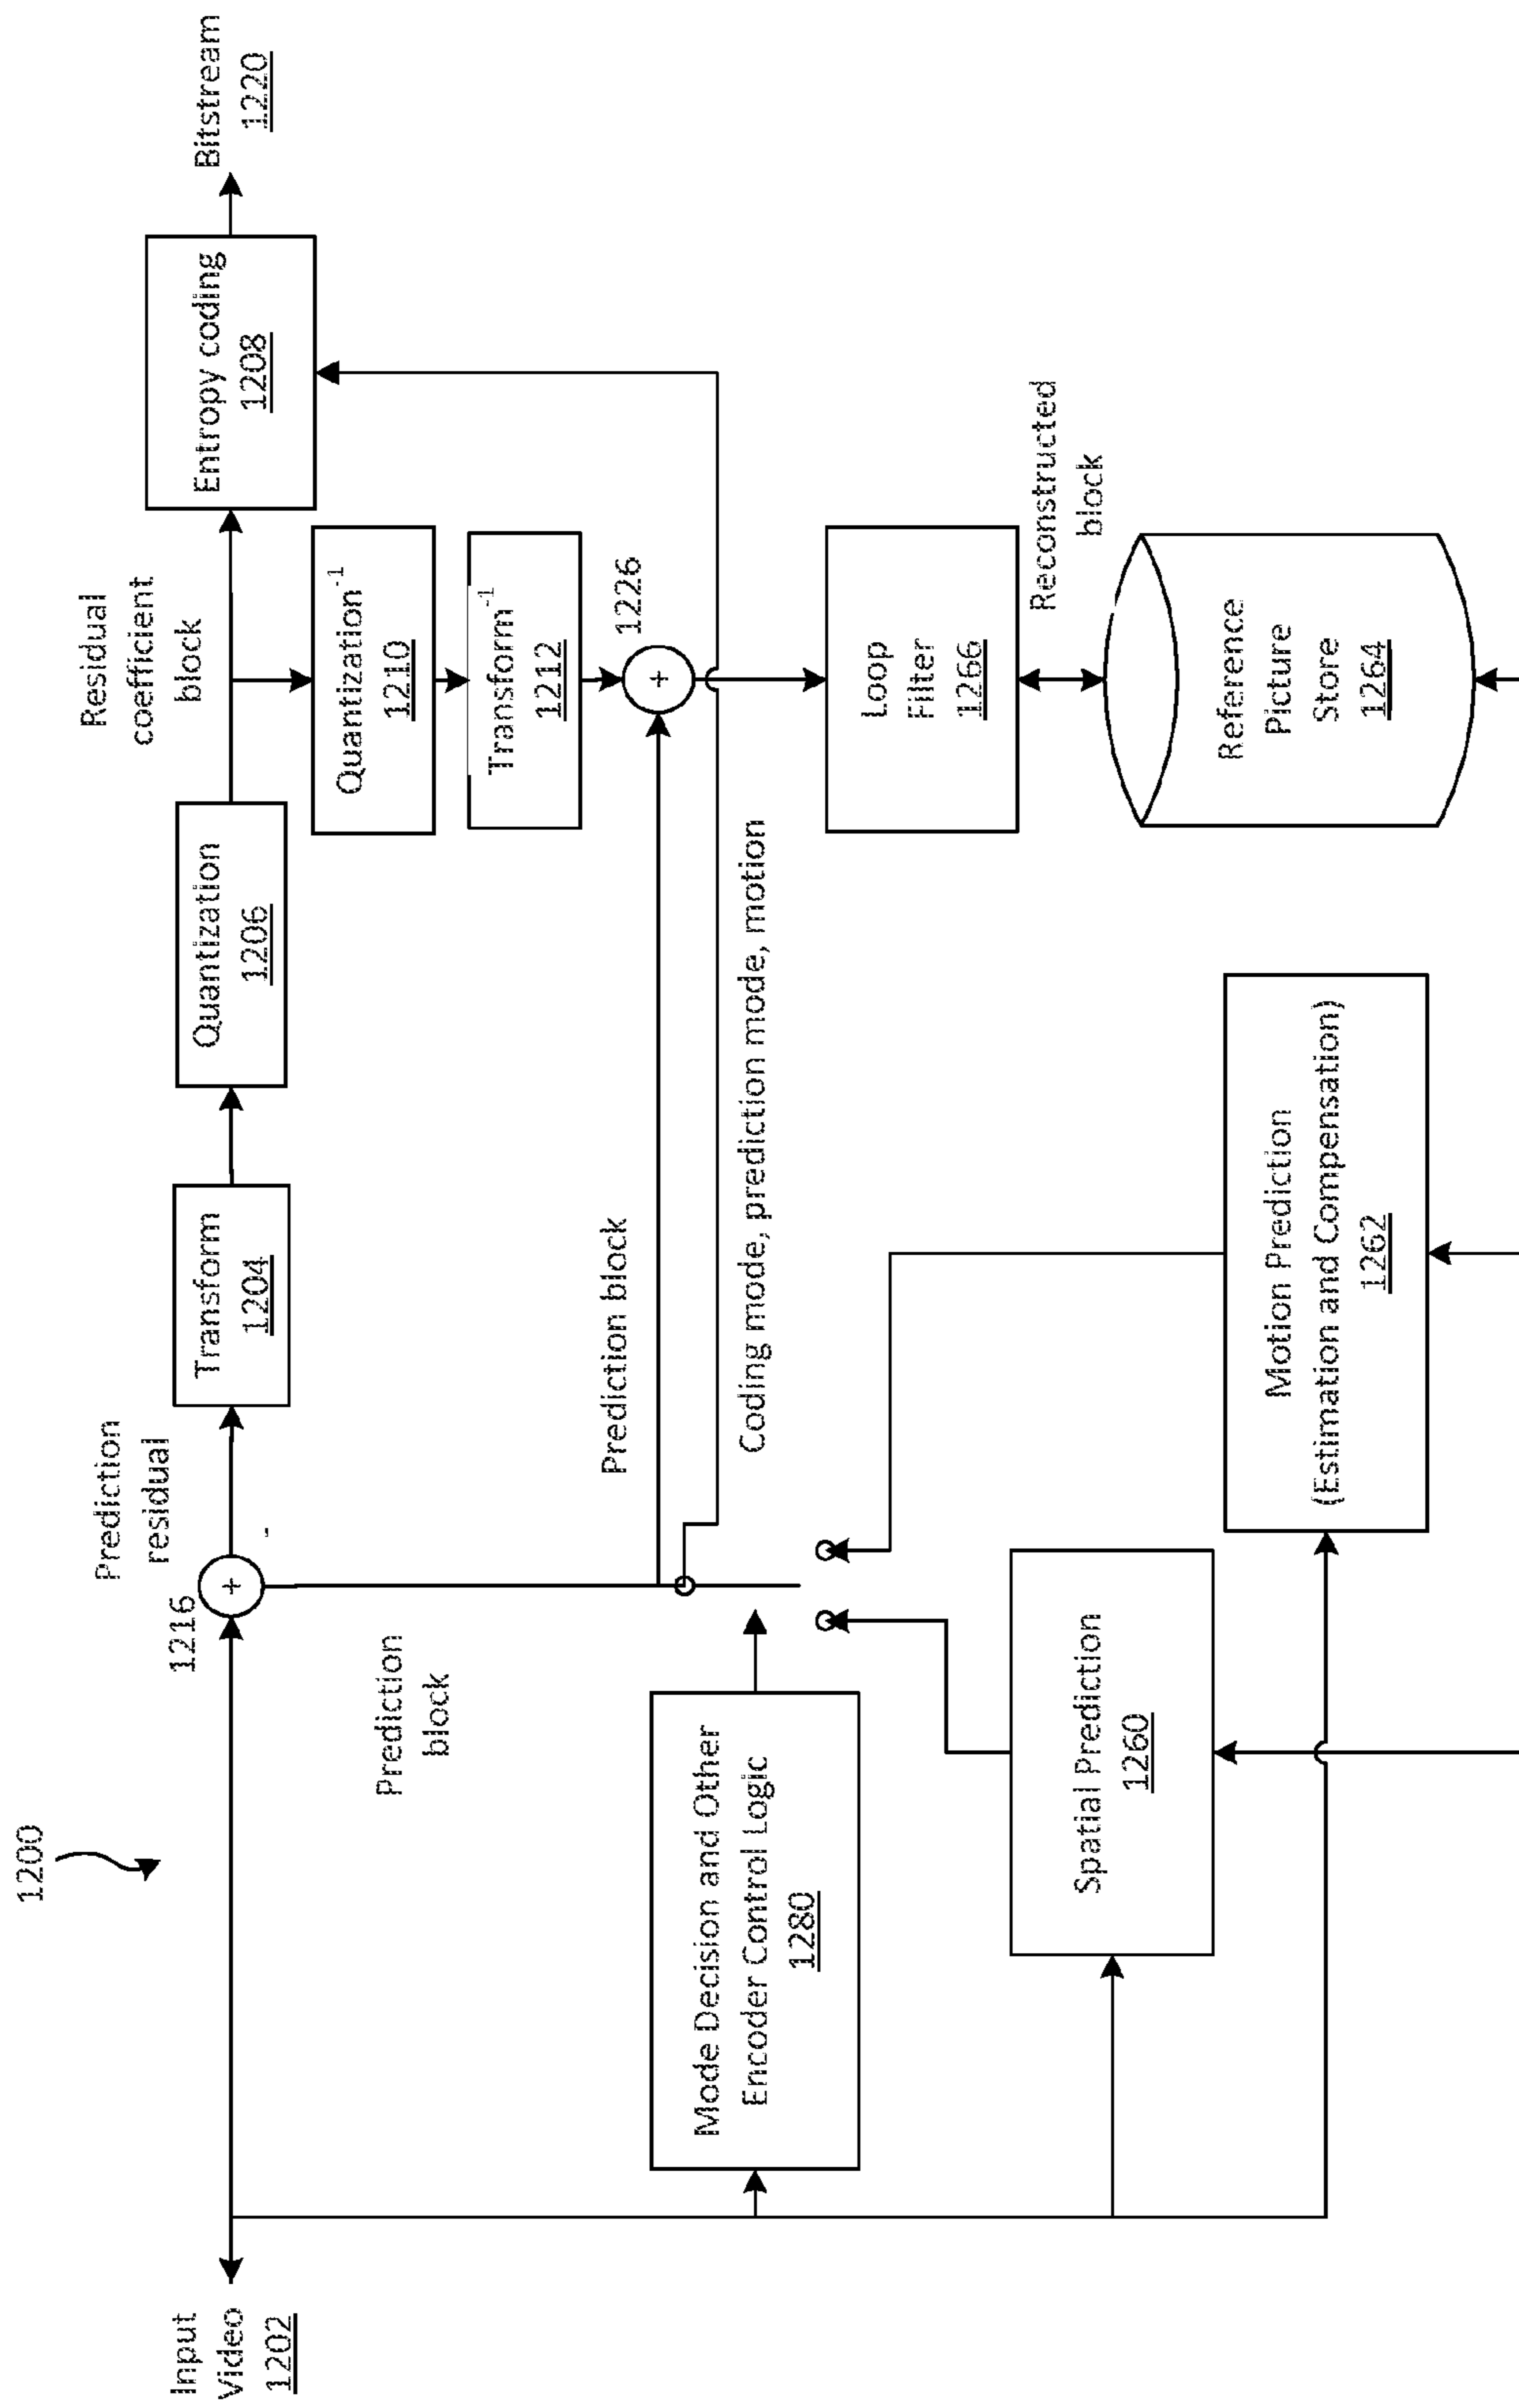 1200
Input
Video
1202
1216
Prediction
residual
-
+
Transform
1204
Quantization
1206
Residual
coefficient
block
Entropy coding
1208
Bitstream
1220
Prediction
block
Quantization-1
1210
Transform-1
1212
Prediction block
+
1226
Mode Decision and Other
Encoder Control Logic
1280
Coding mode, prediction mode, motion
Spatial Prediction
1260
Loop
Filter
1266
Reconstructed
block
Motion Prediction
(Estimation and Compensation)
1262
Reference
Picture
Store
1264